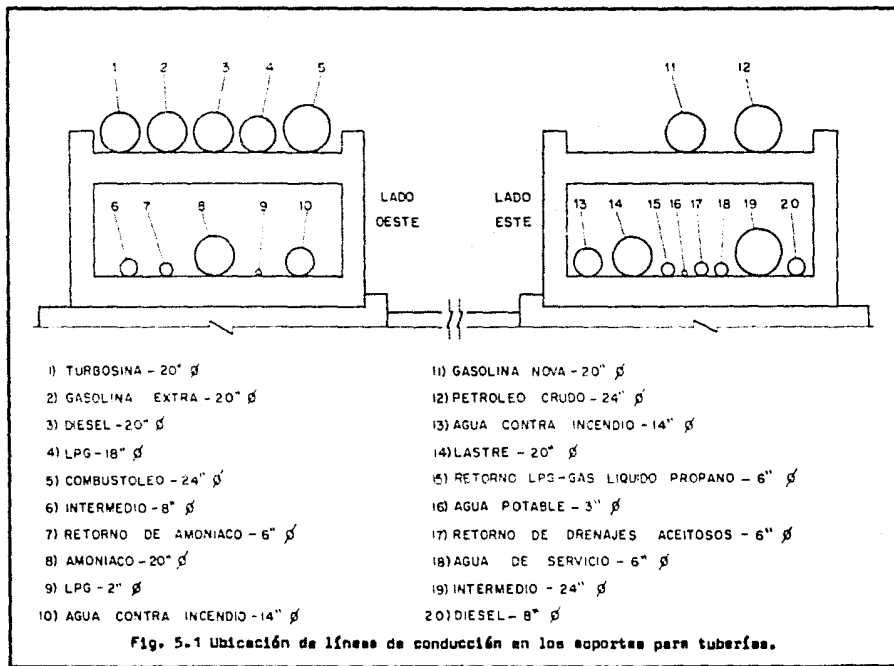 1 2 3 4 5 11 12
LADO OESTE
LADO ESTE
6 7 8 9 10
13 14 15 16 17 18 19 20
1) TURBOSINA - 20" Ø
2) GASOLINA EXTRA - 20" Ø
3) DIESEL - 20" Ø
4) LPG - 18" Ø
5) COMBUSTOLEO - 24" Ø
6) INTERMEDIO - 8" Ø
7) RETORNO DE AMONIACO - 6" Ø
8) AMONIACO - 20" Ø
9) LPG - 2" Ø
10) AGUA CONTRA INCENDIO - 14" Ø
11) GASOLINA NOVA - 20" Ø
12) PETROLEO CRUDO - 24" Ø
13) AGUA CONTRA INCENDIO - 14" Ø
14) LASTRE - 20" Ø
15) RETORNO LPG-GAS LIQUIDO PROPANO - 6" Ø
16) AGUA POTABLE - 3" Ø
17) RETORNO DE DRENAJES ACEITOSOS - 6" Ø
18) AGUA DE SERVICIO - 6" Ø
19) INTERMEDIO - 24" Ø
20) DIESEL - 8" Ø
Fig. 5.1 Ubicación de líneas de conducción en los soportes para tuberías.